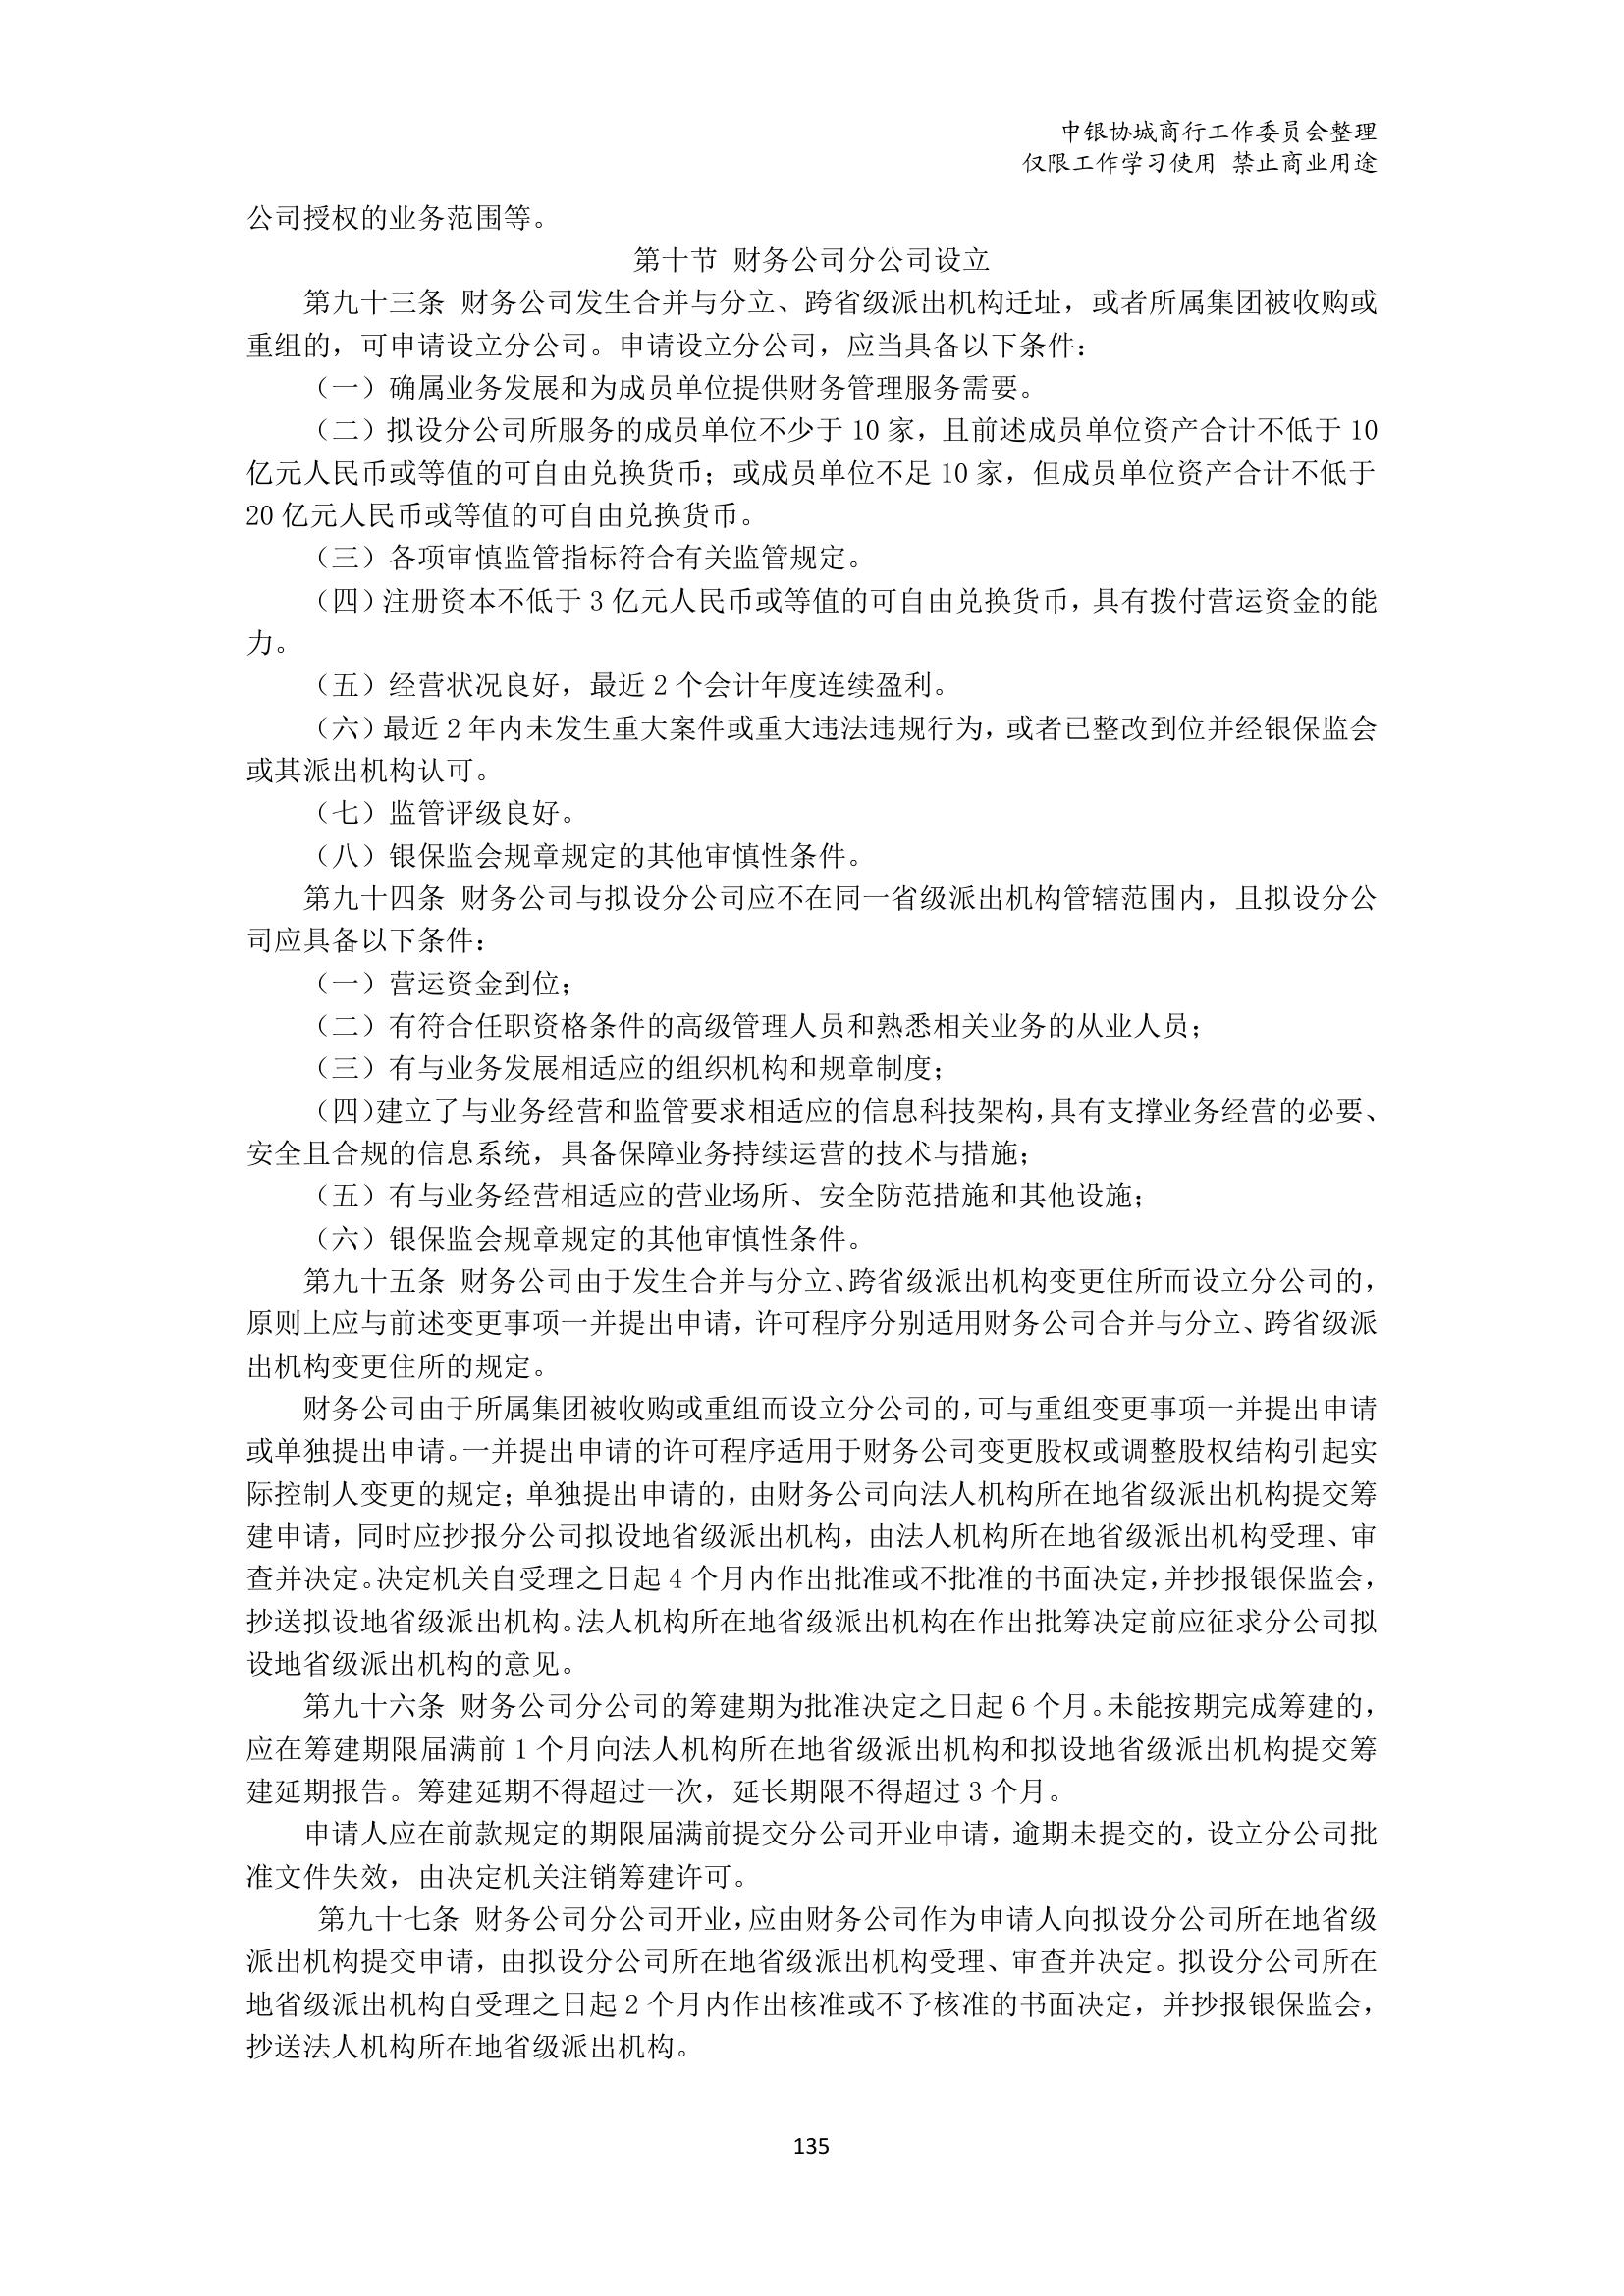 中银协城商行工作委员会整理
仅限工作学习使用 禁止商业用途
公司授权的业务范围等。
第十节 财务公司分公司设立
第九十三条 财务公司发生合并与分立、跨省级派出机构迁址，或者所属集团被收购或
重组的，可申请设立分公司。申请设立分公司，应当具备以下条件：
（一）确属业务发展和为成员单位提供财务管理服务需要。
（二）拟设分公司所服务的成员单位不少于 10 家，且前述成员单位资产合计不低于 10
亿元人民币或等值的可自由兑换货币；或成员单位不足 10 家，但成员单位资产合计不低于
20 亿元人民币或等值的可自由兑换货币。
（三）各项审慎监管指标符合有关监管规定。
（四）注册资本不低于 3 亿元人民币或等值的可自由兑换货币，具有拨付营运资金的能
力。
（五）经营状况良好，最近 2 个会计年度连续盈利。
（六）最近 2 年内未发生重大案件或重大违法违规行为，或者已整改到位并经银保监会
或其派出机构认可。
（七）监管评级良好。
（八）银保监会规章规定的其他审慎性条件。
第九十四条 财务公司与拟设分公司应不在同一省级派出机构管辖范围内，且拟设分公
司应具备以下条件：
（一）营运资金到位；
（二）有符合任职资格条件的高级管理人员和熟悉相关业务的从业人员；
（三）有与业务发展相适应的组织机构和规章制度；
（四）建立了与业务经营和监管要求相适应的信息科技架构，具有支撑业务经营的必要、
安全且合规的信息系统，具备保障业务持续运营的技术与措施；
（五）有与业务经营相适应的营业场所、安全防范措施和其他设施；
（六）银保监会规章规定的其他审慎性条件。
第九十五条 财务公司由于发生合并与分立、跨省级派出机构变更住所而设立分公司的，
原则上应与前述变更事项一并提出申请，许可程序分别适用财务公司合并与分立、跨省级派
出机构变更住所的规定。
财务公司由于所属集团被收购或重组而设立分公司的，可与重组变更事项一并提出申请
或单独提出申请。一并提出申请的许可程序适用于财务公司变更股权或调整股权结构引起实
际控制人变更的规定；单独提出申请的，由财务公司向法人机构所在地省级派出机构提交筹
建申请，同时应抄报分公司拟设地省级派出机构，由法人机构所在地省级派出机构受理、审
查并决定。决定机关自受理之日起 4 个月内作出批准或不批准的书面决定，并抄报银保监会，
抄送拟设地省级派出机构。法人机构所在地省级派出机构在作出批筹决定前应征求分公司拟
设地省级派出机构的意见。
第九十六条 财务公司分公司的筹建期为批准决定之日起 6 个月。未能按期完成筹建的，
应在筹建期限届满前 1 个月向法人机构所在地省级派出机构和拟设地省级派出机构提交筹
建延期报告。筹建延期不得超过一次，延长期限不得超过 3 个月。
申请人应在前款规定的期限届满前提交分公司开业申请，逾期未提交的，设立分公司批
准文件失效，由决定机关注销筹建许可。
第九十七条 财务公司分公司开业，应由财务公司作为申请人向拟设分公司所在地省级
派出机构提交申请，由拟设分公司所在地省级派出机构受理、审查并决定。拟设分公司所在
地省级派出机构自受理之日起 2 个月内作出核准或不予核准的书面决定，并抄报银保监会，
抄送法人机构所在地省级派出机构。
135